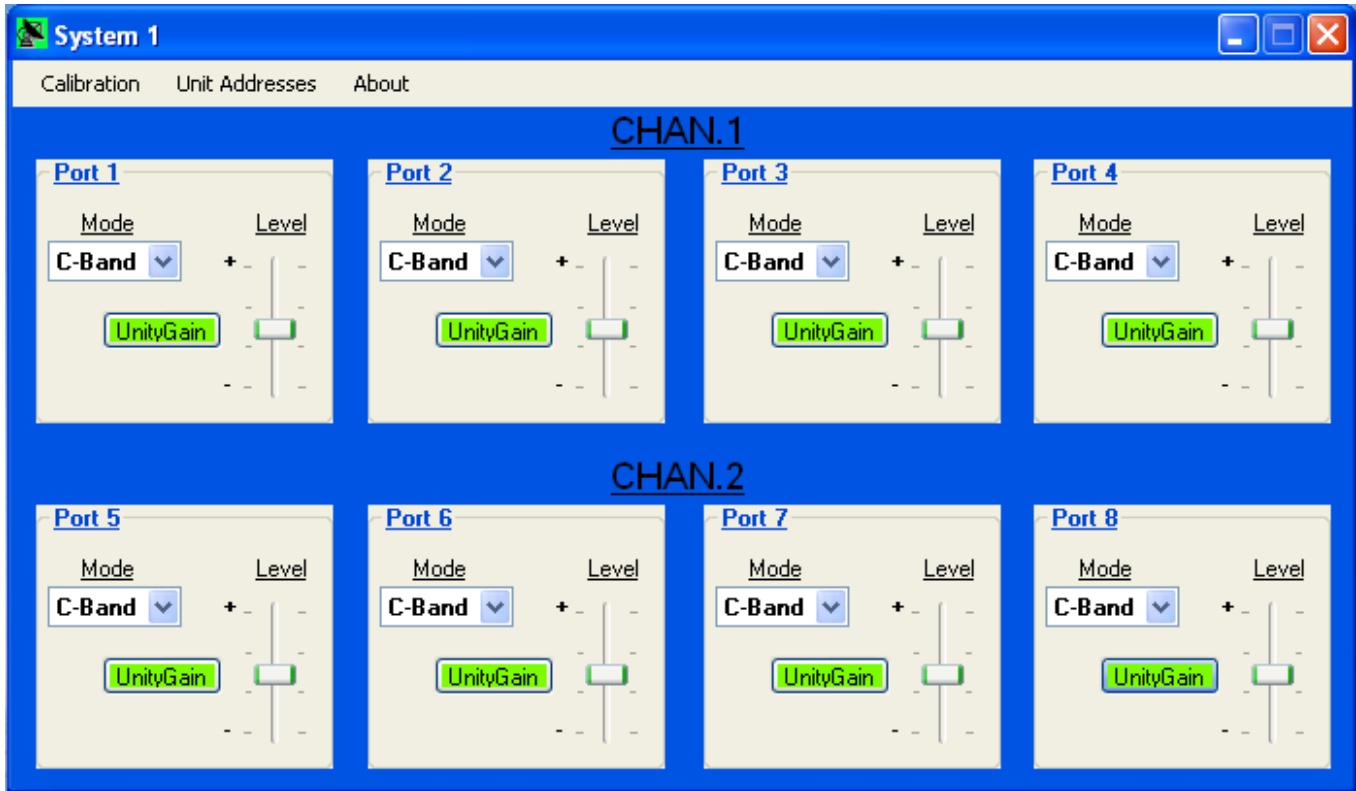 System 1
Calibration Unit Addresses About
CHAN.1
Port 1 Port 2 Port 3 Port 4
Mode Level Mode Level Mode Level Mode Level
C-Band + C-Band + C-Band + C-Band +
UnityGain UnityGain UnityGain UnityGain
- - - -
CHAN.2
Port 5 Port 6 Port 7 Port 8
Mode Level Mode Level Mode Level Mode Level
C-Band + C-Band + C-Band + C-Band +
UnityGain UnityGain UnityGain UnityGain
- - - -